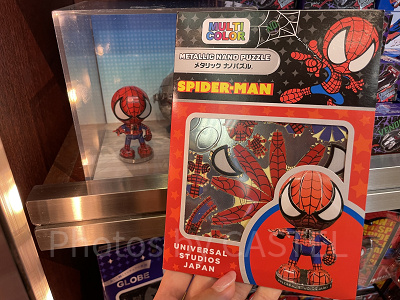 MULTI
COLOR
METALLIC NANO PUZZLE
メタリック ナノパズル
SPIDER-MAN
UNIVERSAL
STUDIOS
JAPAN
GLOBE